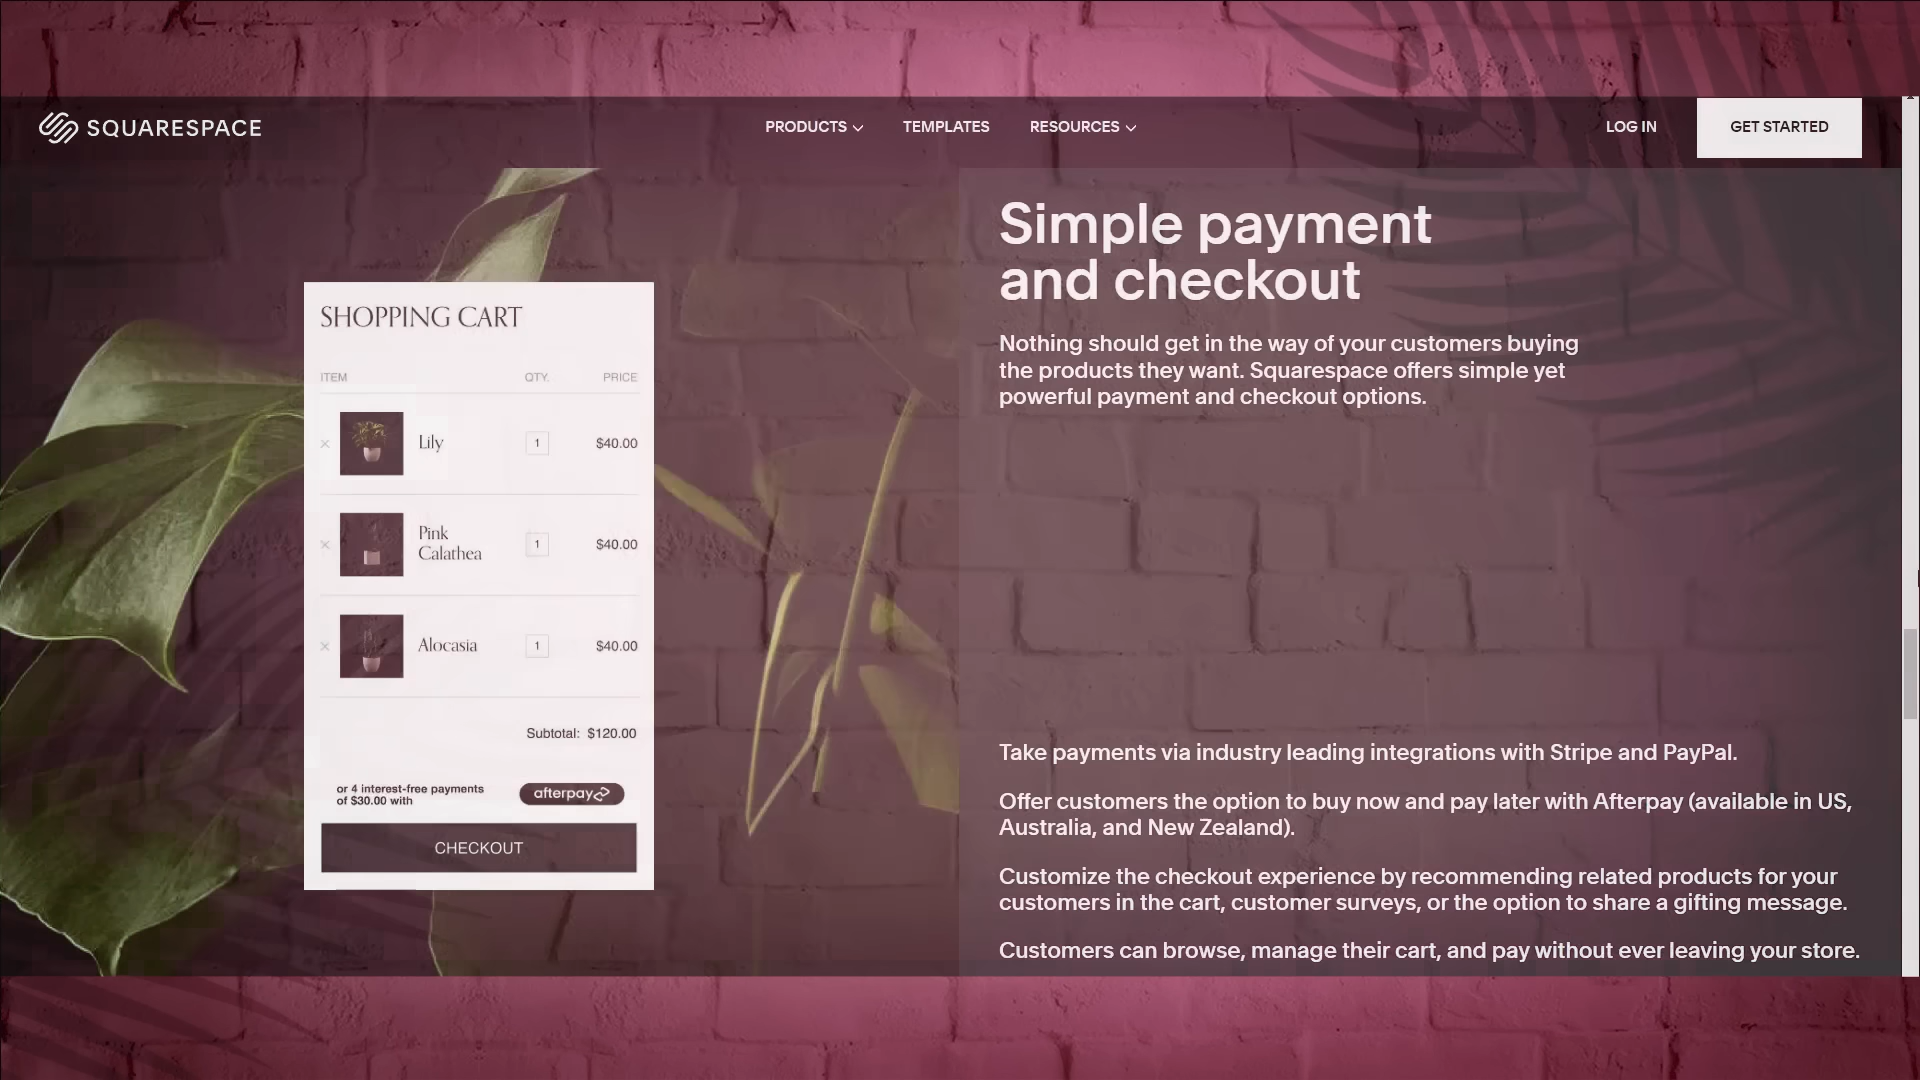 SQUARESPACE
PRODUCTS
TEMPLATES
RESOURCES
LOG IN
GET STARTED
SHOPPING CART
ITEM QTY. PRICE
Lily 1 $40.00
Pink
Calathea 1 $40.00
Alocasia 1 $40.00
Subtotal: $120.00
or 4 interest-free payments
of $30.00 with
afterpay
CHECKOUT
Simple payment
and checkout
Nothing should get in the way of your customers buying
the products they want. Squarespace offers simple yet
powerful payment and checkout options.
Take payments via industry leading integrations with Stripe and PayPal.
Offer customers the option to buy now and pay later with Afterpay (available in US,
Australia, and New Zealand).
Customize the checkout experience by recommending related products for your
customers in the cart, customer surveys, or the option to share a gifting message.
Customers can browse, manage their cart, and pay without ever leaving your store.